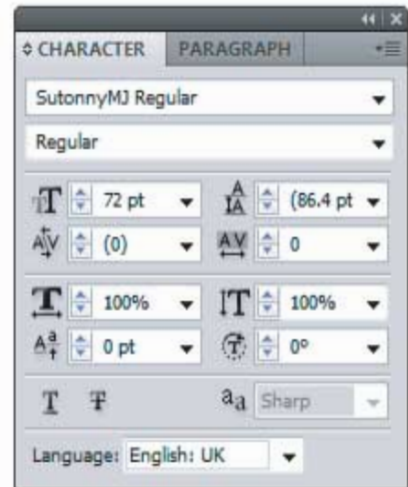 CHARACTER PARAGRAPH
SutonnyMJ Regular
Regular
72 pt (86.4 pt
(0) 0
100% 100%
0 pt 0°
Sharp
Language: English: UK